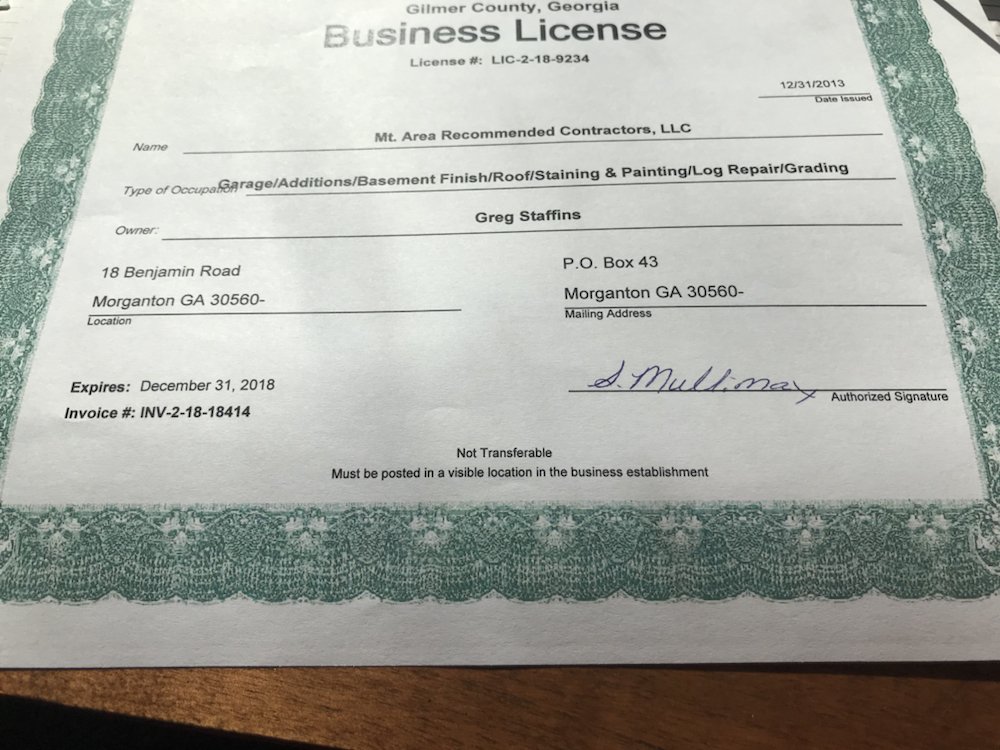 Gilmer County, Georgia
Business License
License #: LIC-2-18-9234
12/31/2013
Date Issued
Name Mt. Area Recommended Contractors, LLC
Type of Occupation Garage/Additions/Basement Finish/Roof/Staining & Painting/Log Repair/Grading
Owner: Greg Staffins
18 Benjamin Road
Morganton GA 30560-
Location
P.O. Box 43
Morganton GA 30560-
Mailing Address
Expires: December 31, 2018
Invoice #: INV-2-18-18414
S. Mullinax
Authorized Signature
Not Transferable
Must be posted in a visible location in the business establishment